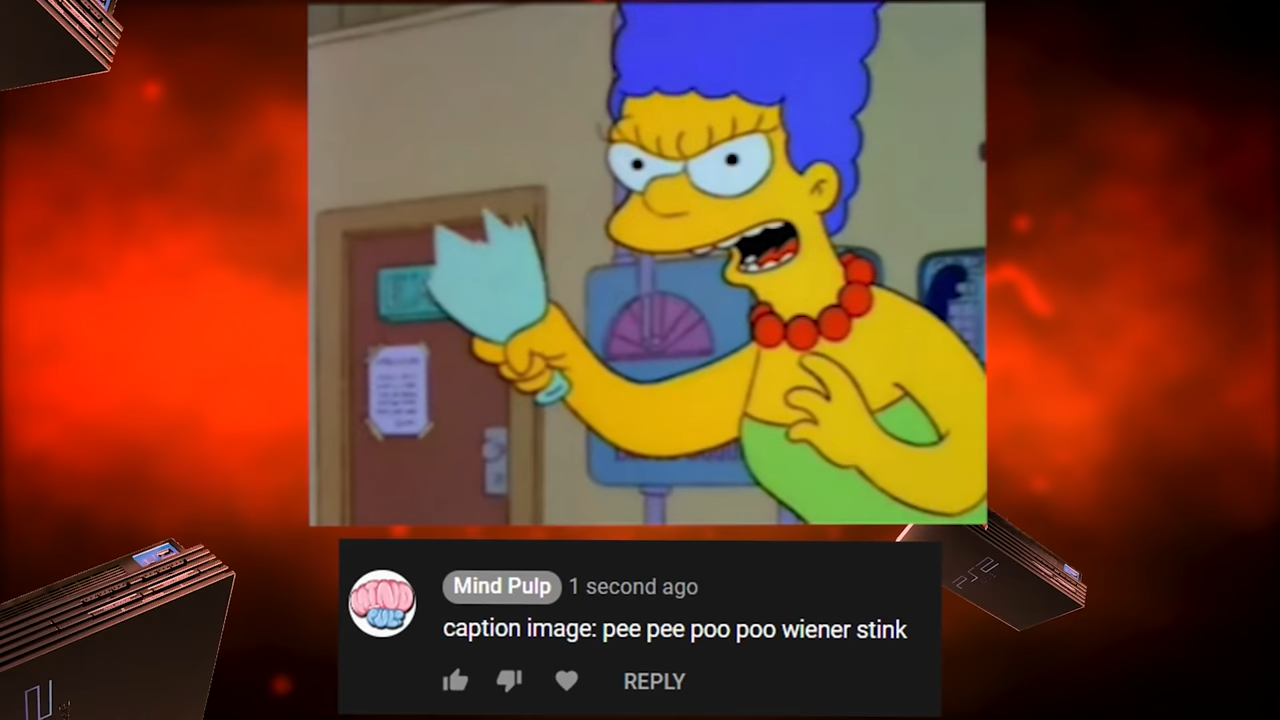 Mind Pulp 1 second ago
caption image: pee pee poo poo wiener stink
REPLY